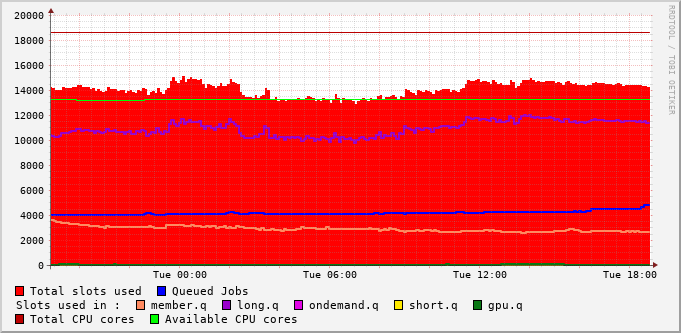 RRDTOOL / TOBI OETIKER
20000
18000
16000
14000
12000
10000
8000
6000
4000
2000
0
Tue 00:00 Tue 06:00 Tue 12:00 Tue 18:00
Total slots used Queued Jobs
Slots used in : member.q long.q ondemand.q short.q gpu.q
Total CPU cores Available CPU cores